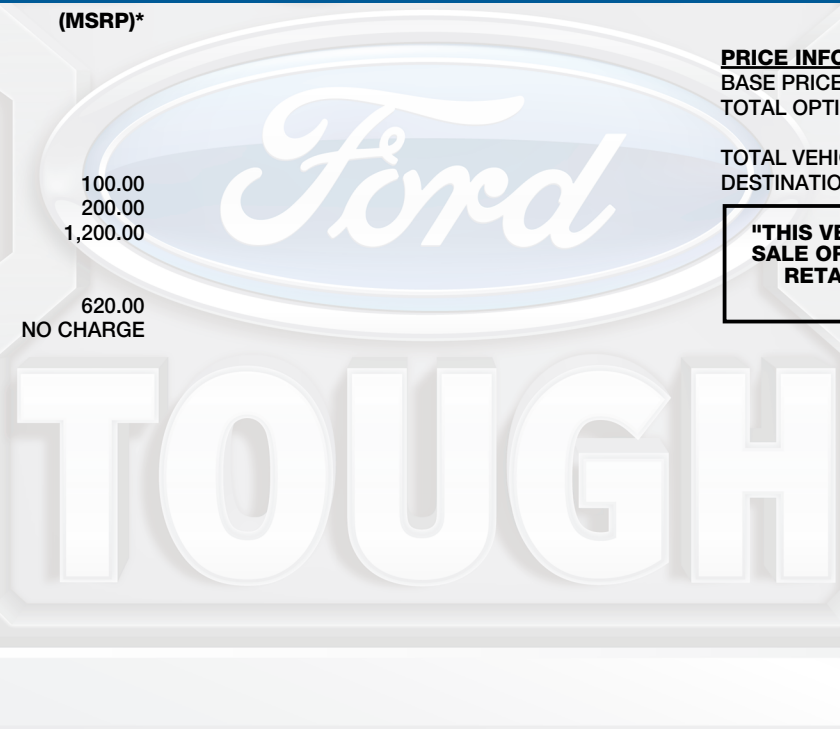 (MSRP)*
100.00
200.00
1,200.00
620.00
NO CHARGE
PRICE INFO
BASE PRICE
TOTAL OPTI
TOTAL VEHI
DESTINATIO
"THIS VE
SALE OR
RETA
Ford
TOUGH